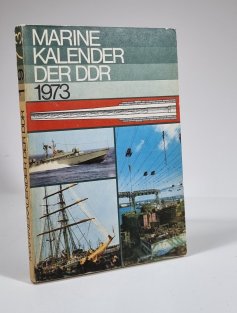 MARINE
KALENDER
DER DDR
1973